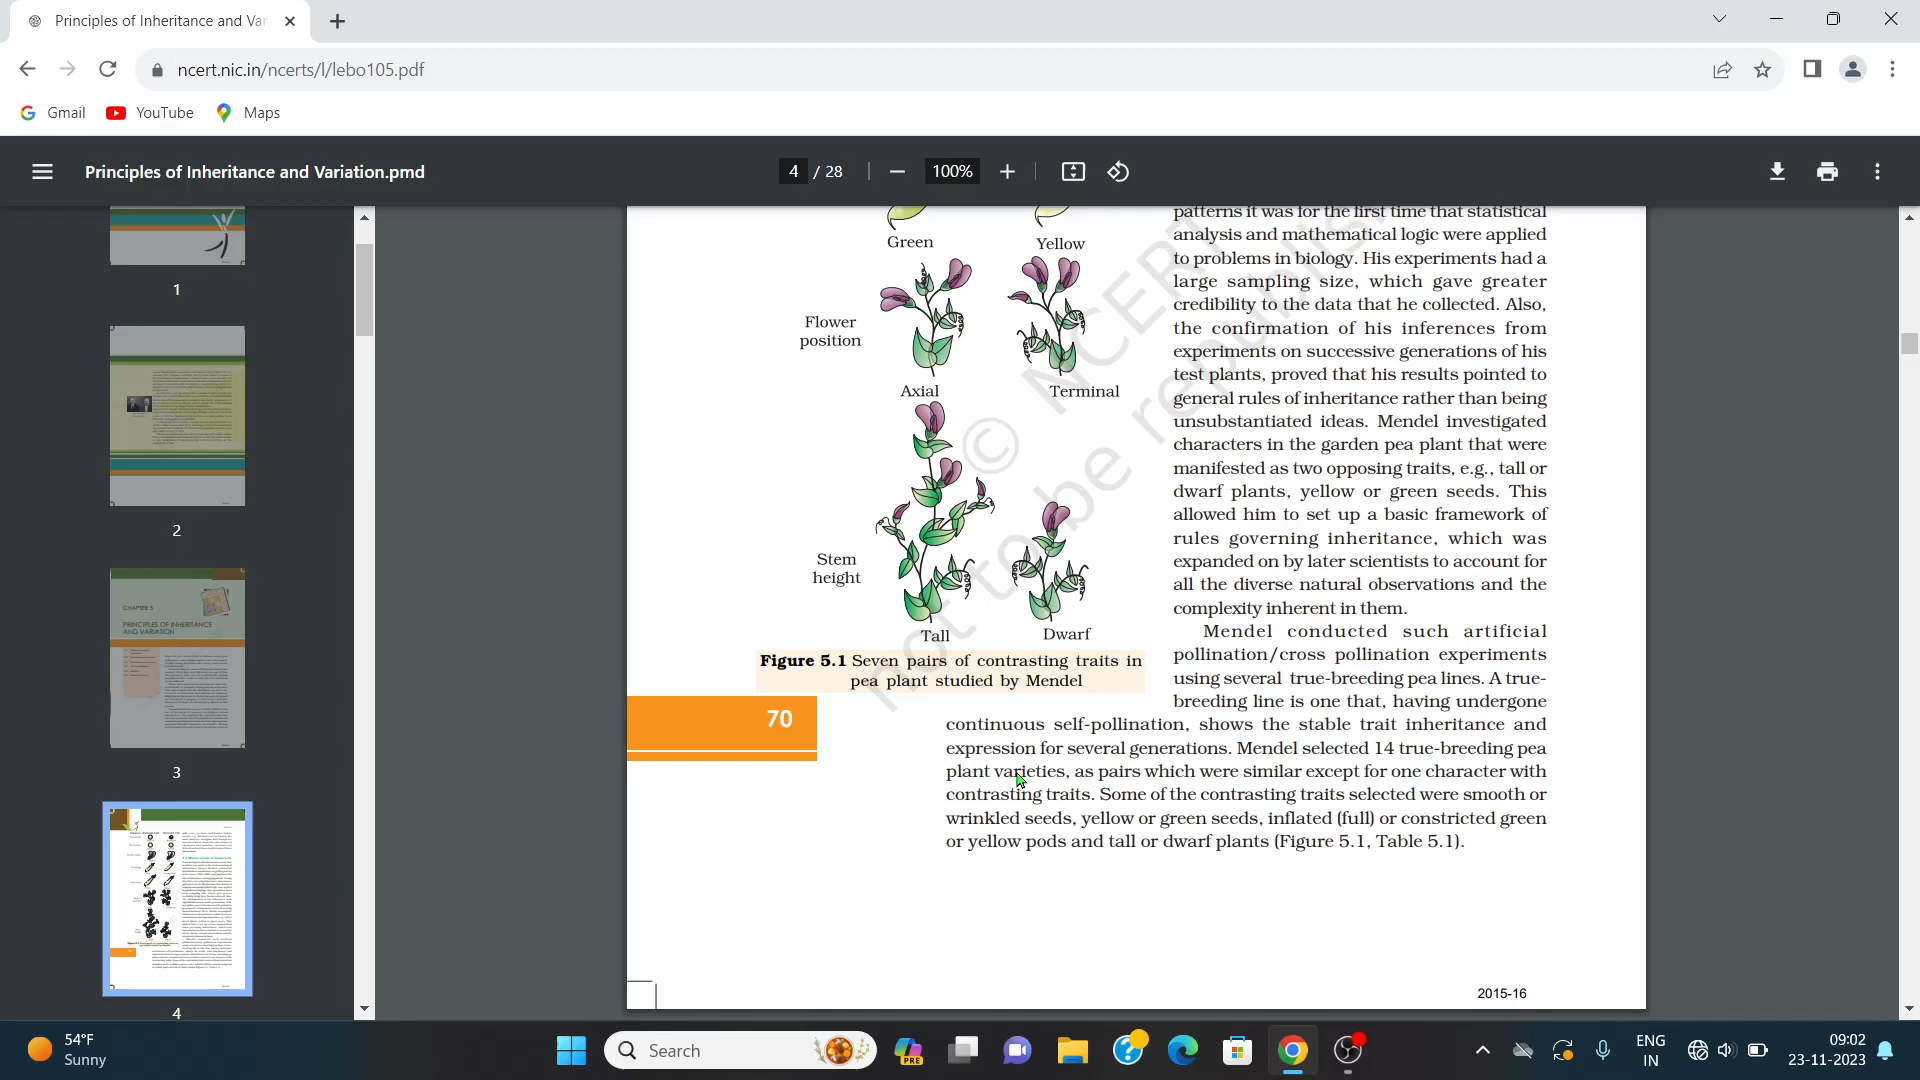 Principles of Inheritance and Var
ncert.nic.in/ncerts/l/lebo105.pdf
Gmail
YouTube
Maps
Principles of Inheritance and Variation.pmd
4 / 28
100%
1
2
CHAPTER 5
PRINCIPLES OF INHERITANCE
AND VARIATION
3
4
Green
Yellow
Flower
position
Axial
Terminal
Stem
height
Tall
Dwarf
Figure 5.1 Seven pairs of contrasting traits in
pea plant studied by Mendel
70
patterns it was for the first time that statistical
analysis and mathematical logic were applied
to problems in biology. His experiments had a
large sampling size, which gave greater
credibility to the data that he collected. Also,
the confirmation of his inferences from
experiments on successive generations of his
test plants, proved that his results pointed to
general rules of inheritance rather than being
unsubstantiated ideas. Mendel investigated
characters in the garden pea plant that were
manifested as two opposing traits, e.g., tall or
dwarf plants, yellow or green seeds. This
allowed him to set up a basic framework of
rules governing inheritance, which was
expanded on by later scientists to account for
all the diverse natural observations and the
complexity inherent in them.
Mendel conducted such artificial
pollination/cross pollination experiments
using several true-breeding pea lines. A true-
breeding line is one that, having undergone
continuous self-pollination, shows the stable trait inheritance and
expression for several generations. Mendel selected 14 true-breeding pea
plant varieties, as pairs which were similar except for one character with
contrasting traits. Some of the contrasting traits selected were smooth or
wrinkled seeds, yellow or green seeds, inflated (full) or constricted green
or yellow pods and tall or dwarf plants (Figure 5.1, Table 5.1).
© NCERT
not to be republis
2015-16
54°F
Sunny
Search
PRE
ENG
IN
09:02
23-11-2023